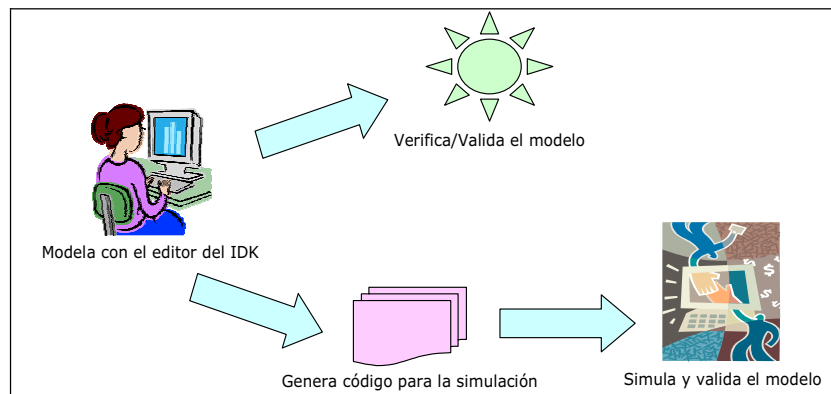 Verifica/Valida el modelo
Modela con el editor del IDK
Genera código para la simulación
Simula y valida el modelo